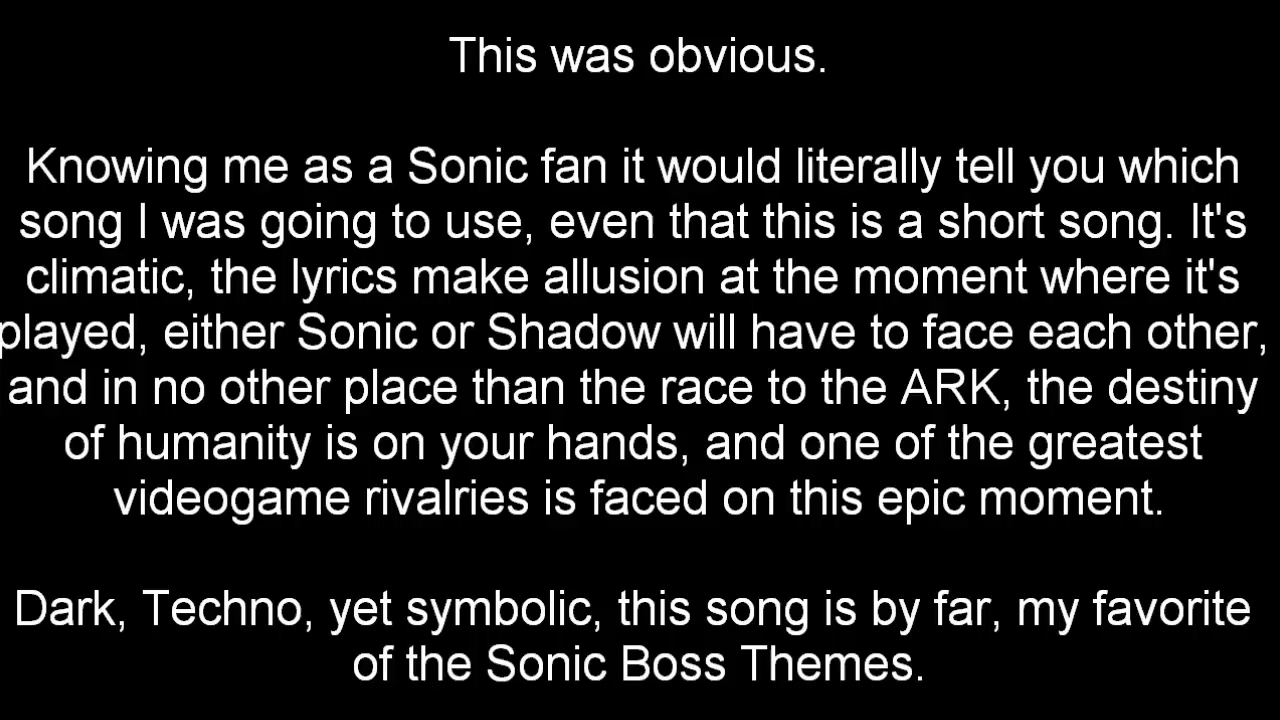 This was obvious.
Knowing me as a Sonic fan it would literally tell you which
song I was going to use, even that this is a short song. It's
climatic, the lyrics make allusion at the moment where it's
played, either Sonic or Shadow will have to face each other,
and in no other place than the race to the ARK, the destiny
of humanity is on your hands, and one of the greatest
videogame rivalries is faced on this epic moment.
Dark, Techno, yet symbolic, this song is by far, my favorite
of the Sonic Boss Themes.